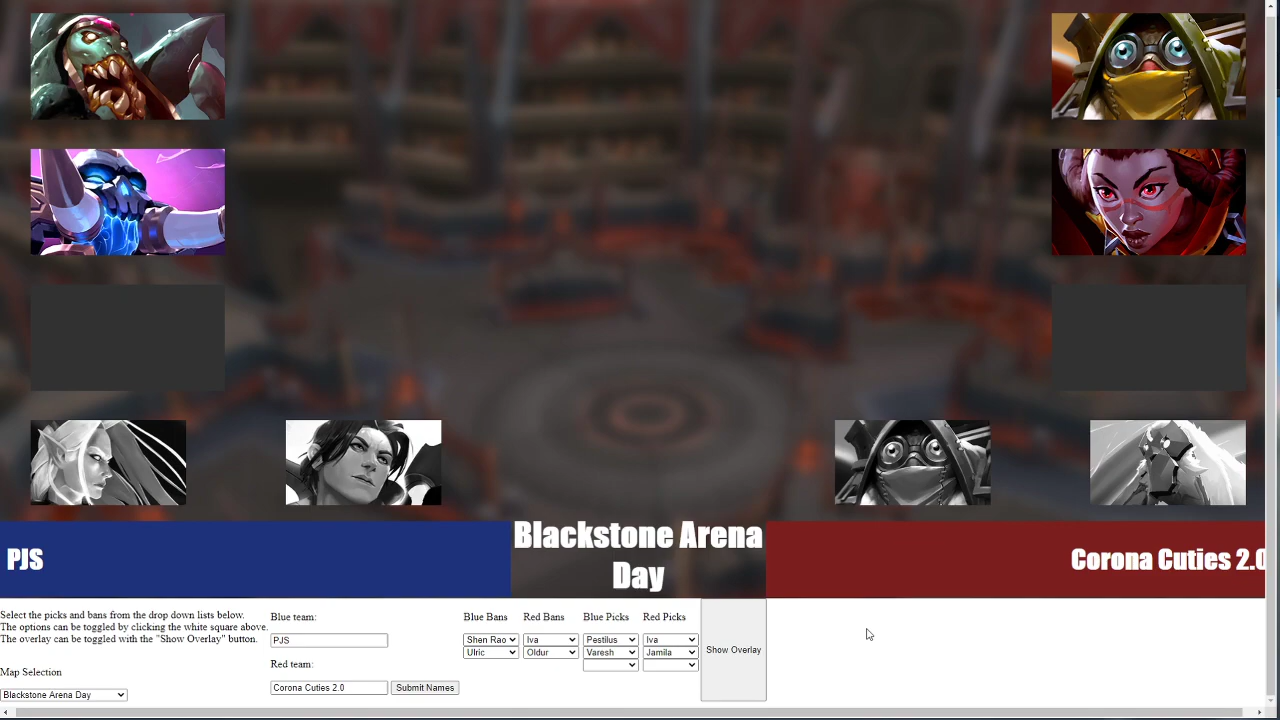 PJS
Blackstone Arena
Day
Corona Cuties 2.0
Select the picks and bans from the drop down lists below.
The options can be toggled by clicking the white square above.
The overlay can be toggled with the "Show Overlay" button.
Map Selection
Blackstone Arena Day
Blue team:
PJS
Red team:
Corona Cuties 2.0
Submit Names
Blue Bans Red Bans Blue Picks Red Picks
Shen Rao Iva Pestilus Iva
Ulric Oldur Varesh Jamila
Show Overlay